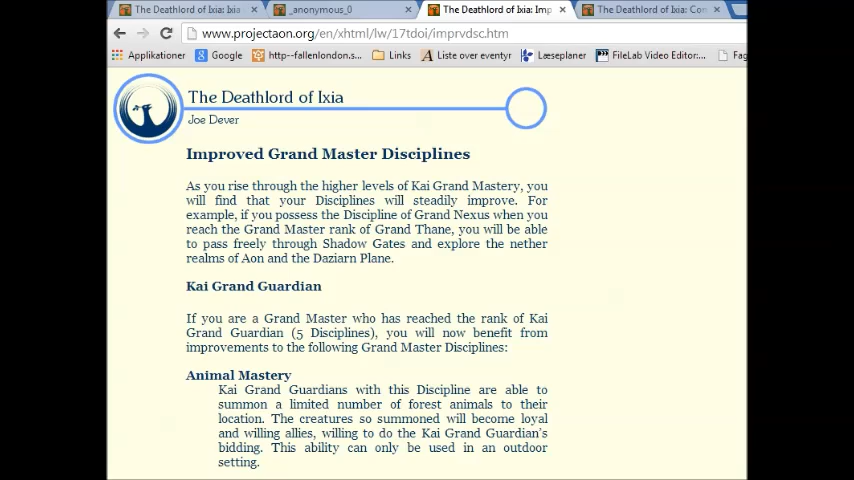 The Deathlord of Ixia: Ixia
_anonymous_0
The Deathlord of Ixia: Imp
The Deathlord of Ixia: Con
www.projectaon.org/en/xhtml/lw/17tdoi/imprvdsc.htm
Applikationer
Google
http--fallenlondon.s...
Links
Liste over eventyr
Læseplaner
FileLab Video Editor:...
Fag
The Deathlord of Ixia
Joe Dever
Improved Grand Master Disciplines
As you rise through the higher levels of Kai Grand Mastery, you
will find that your Disciplines will steadily improve. For
example, if you possess the Discipline of Grand Nexus when you
reach the Grand Master rank of Grand Thane, you will be able
to pass freely through Shadow Gates and explore the nether
realms of Aon and the Daziarn Plane.
Kai Grand Guardian
If you are a Grand Master who has reached the rank of Kai
Grand Guardian (5 Disciplines), you will now benefit from
improvements to the following Grand Master Disciplines:
Animal Mastery
Kai Grand Guardians with this Discipline are able to
summon a limited number of forest animals to their
location. The creatures so summoned will become loyal
and willing allies, willing to do the Kai Grand Guardian's
bidding. This ability can only be used in an outdoor
setting.